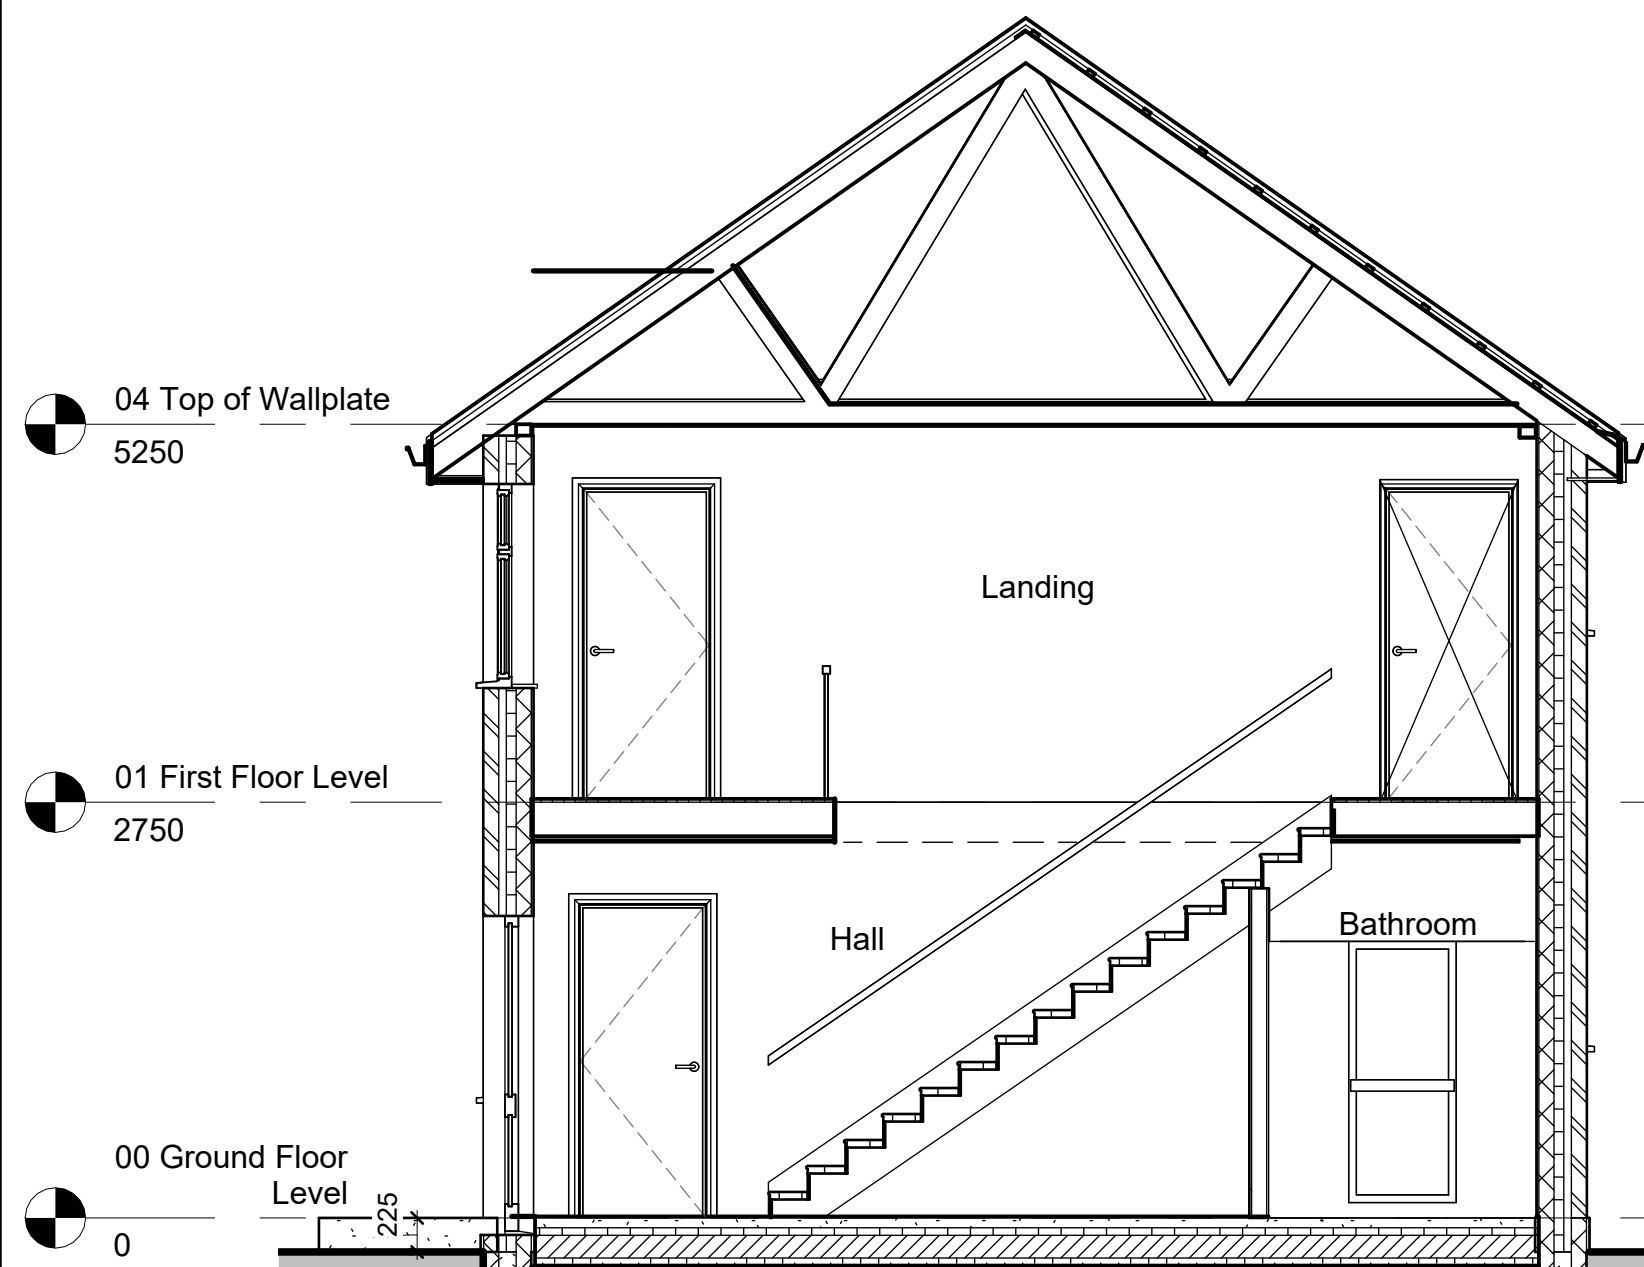 04 Top of Wallplate
5250
Landing
01 First Floor Level
2750
Hall
Bathroom
00 Ground Floor
Level
225
0